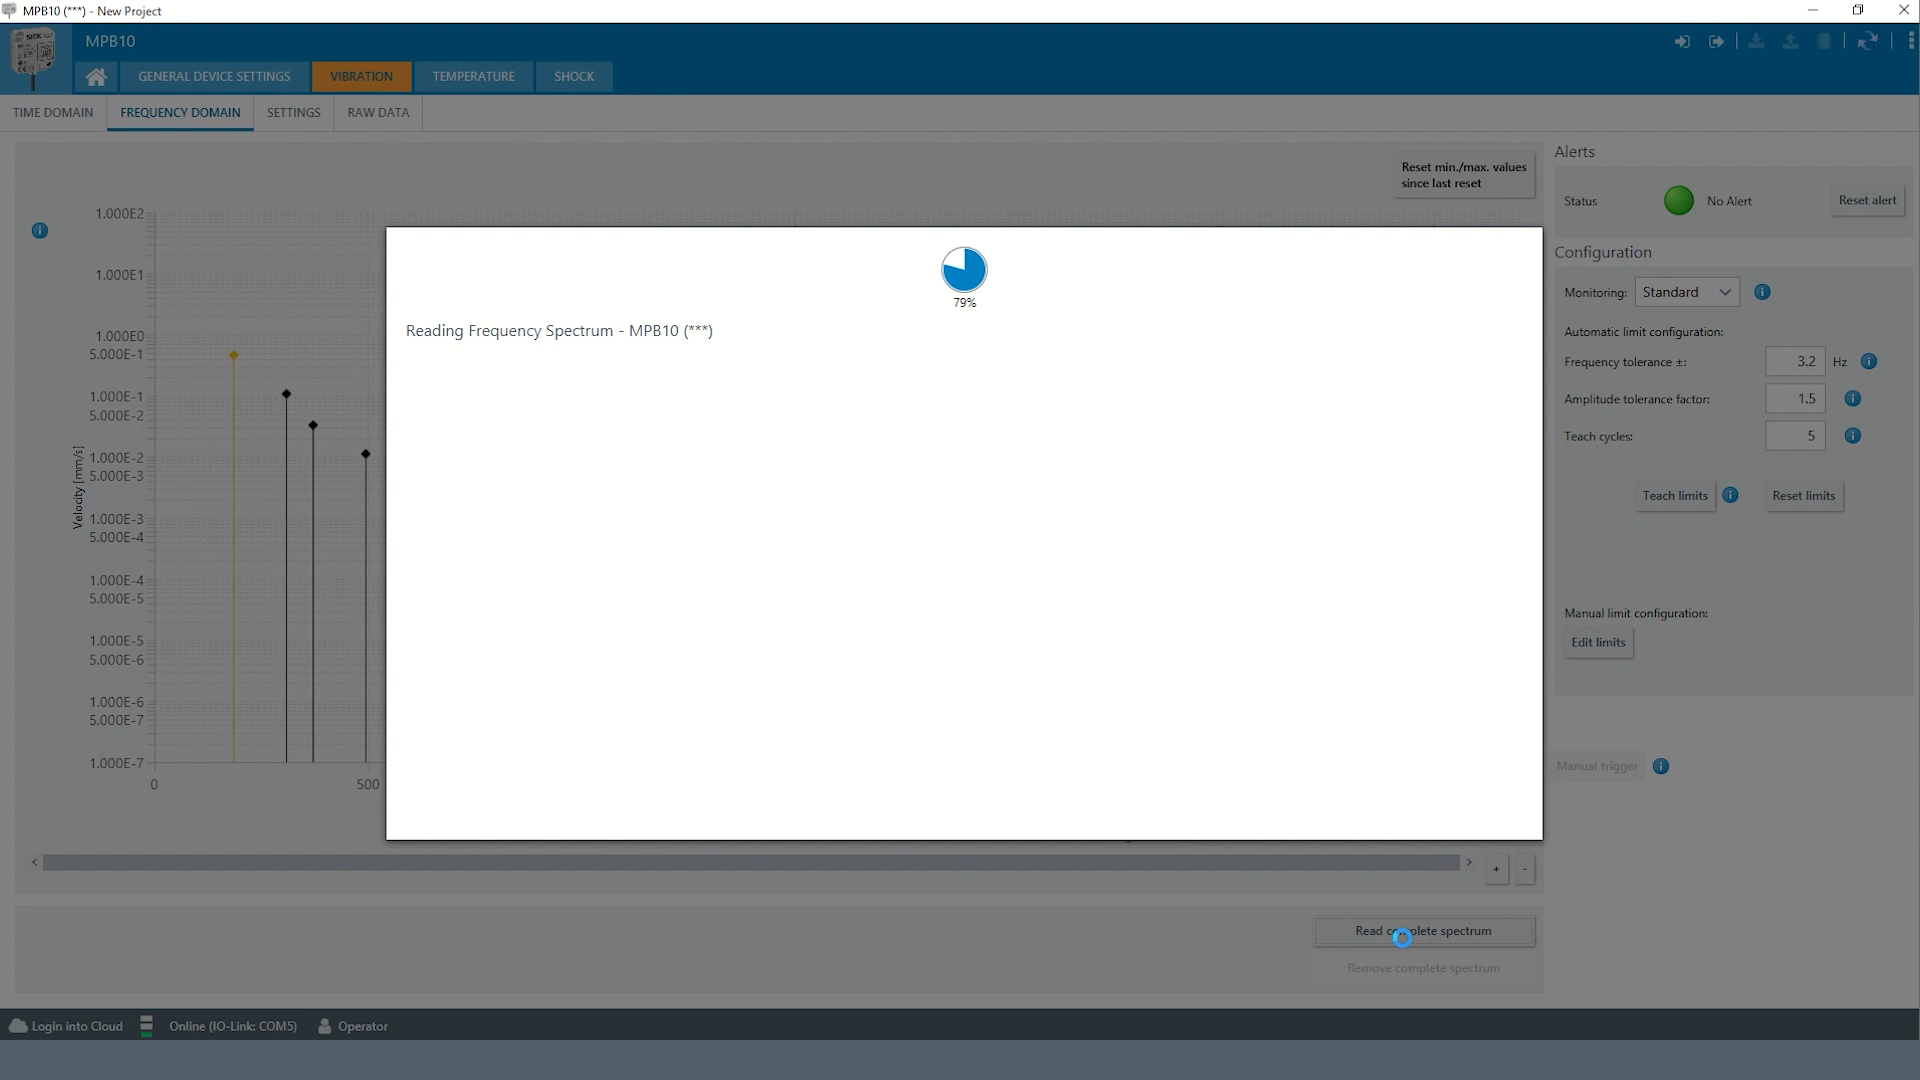 MPB10 (***) - New Project
SICK
MPB10
GENERAL DEVICE SETTINGS
VIBRATION
TEMPERATURE
SHOCK
TIME DOMAIN
FREQUENCY DOMAIN
SETTINGS
RAW DATA
Reset min./max. values
since last reset
1.000E2
1.000E1
1.000E0
5.000E-1
1.000E-1
5.000E-2
1.000E-2
5.000E-3
1.000E-3
5.000E-4
1.000E-4
5.000E-5
1.000E-5
5.000E-6
1.000E-6
5.000E-7
1.000E-7
Velocity [mm/s]
0
500
79%
Reading Frequency Spectrum - MPB10 (***)
+
-
Read complete spectrum
Remove complete spectrum
Alerts
Status
No Alert
Reset alert
Configuration
Monitoring:
Standard
Automatic limit configuration:
Frequency tolerance ±:
3.2
Hz
Amplitude tolerance factor:
1.5
Teach cycles:
5
Teach limits
Reset limits
Manual limit configuration:
Edit limits
Manual trigger
Login into Cloud
Online (IO-Link: COM5)
Operator